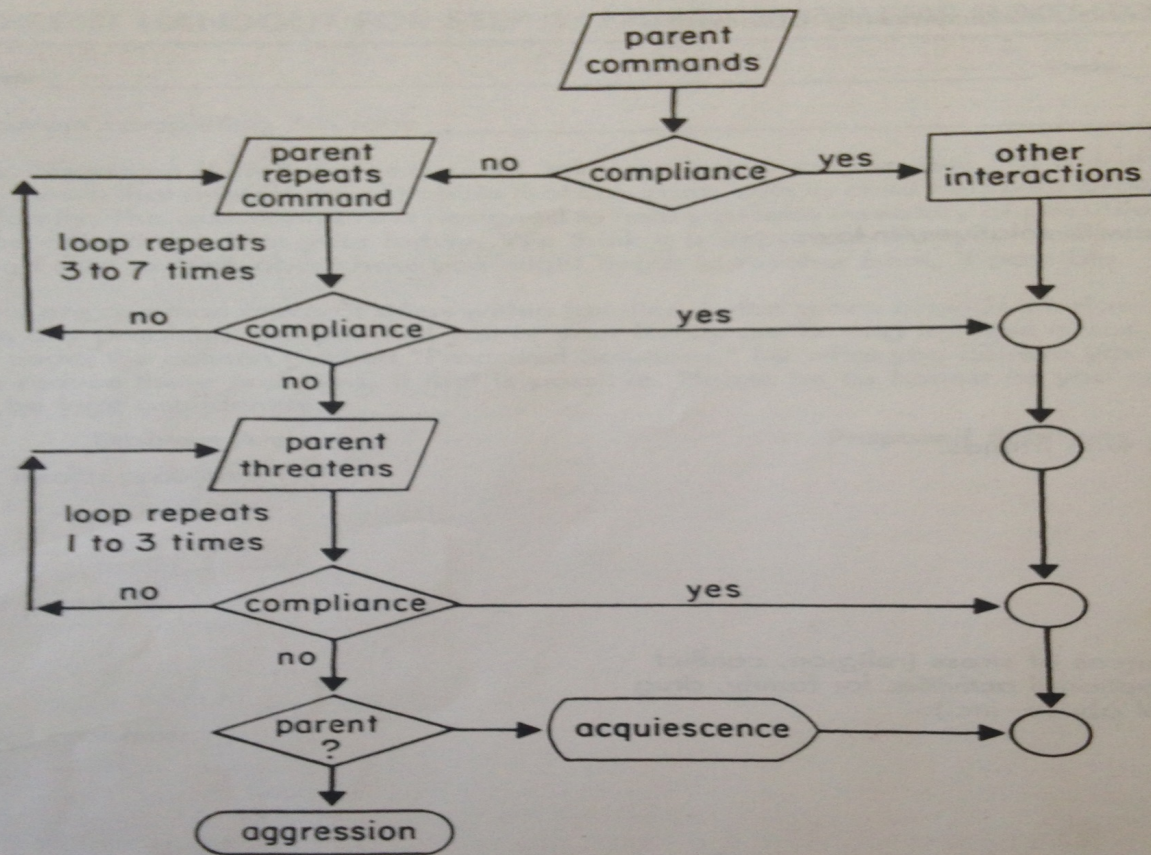 parent
commands
compliance
no
yes
other
interactions
parent
repeats
command
loop repeats
3 to 7 times
compliance
no
yes
no
parent
threatens
loop repeats
1 to 3 times
compliance
no
yes
no
parent
?
acquiescence
aggression